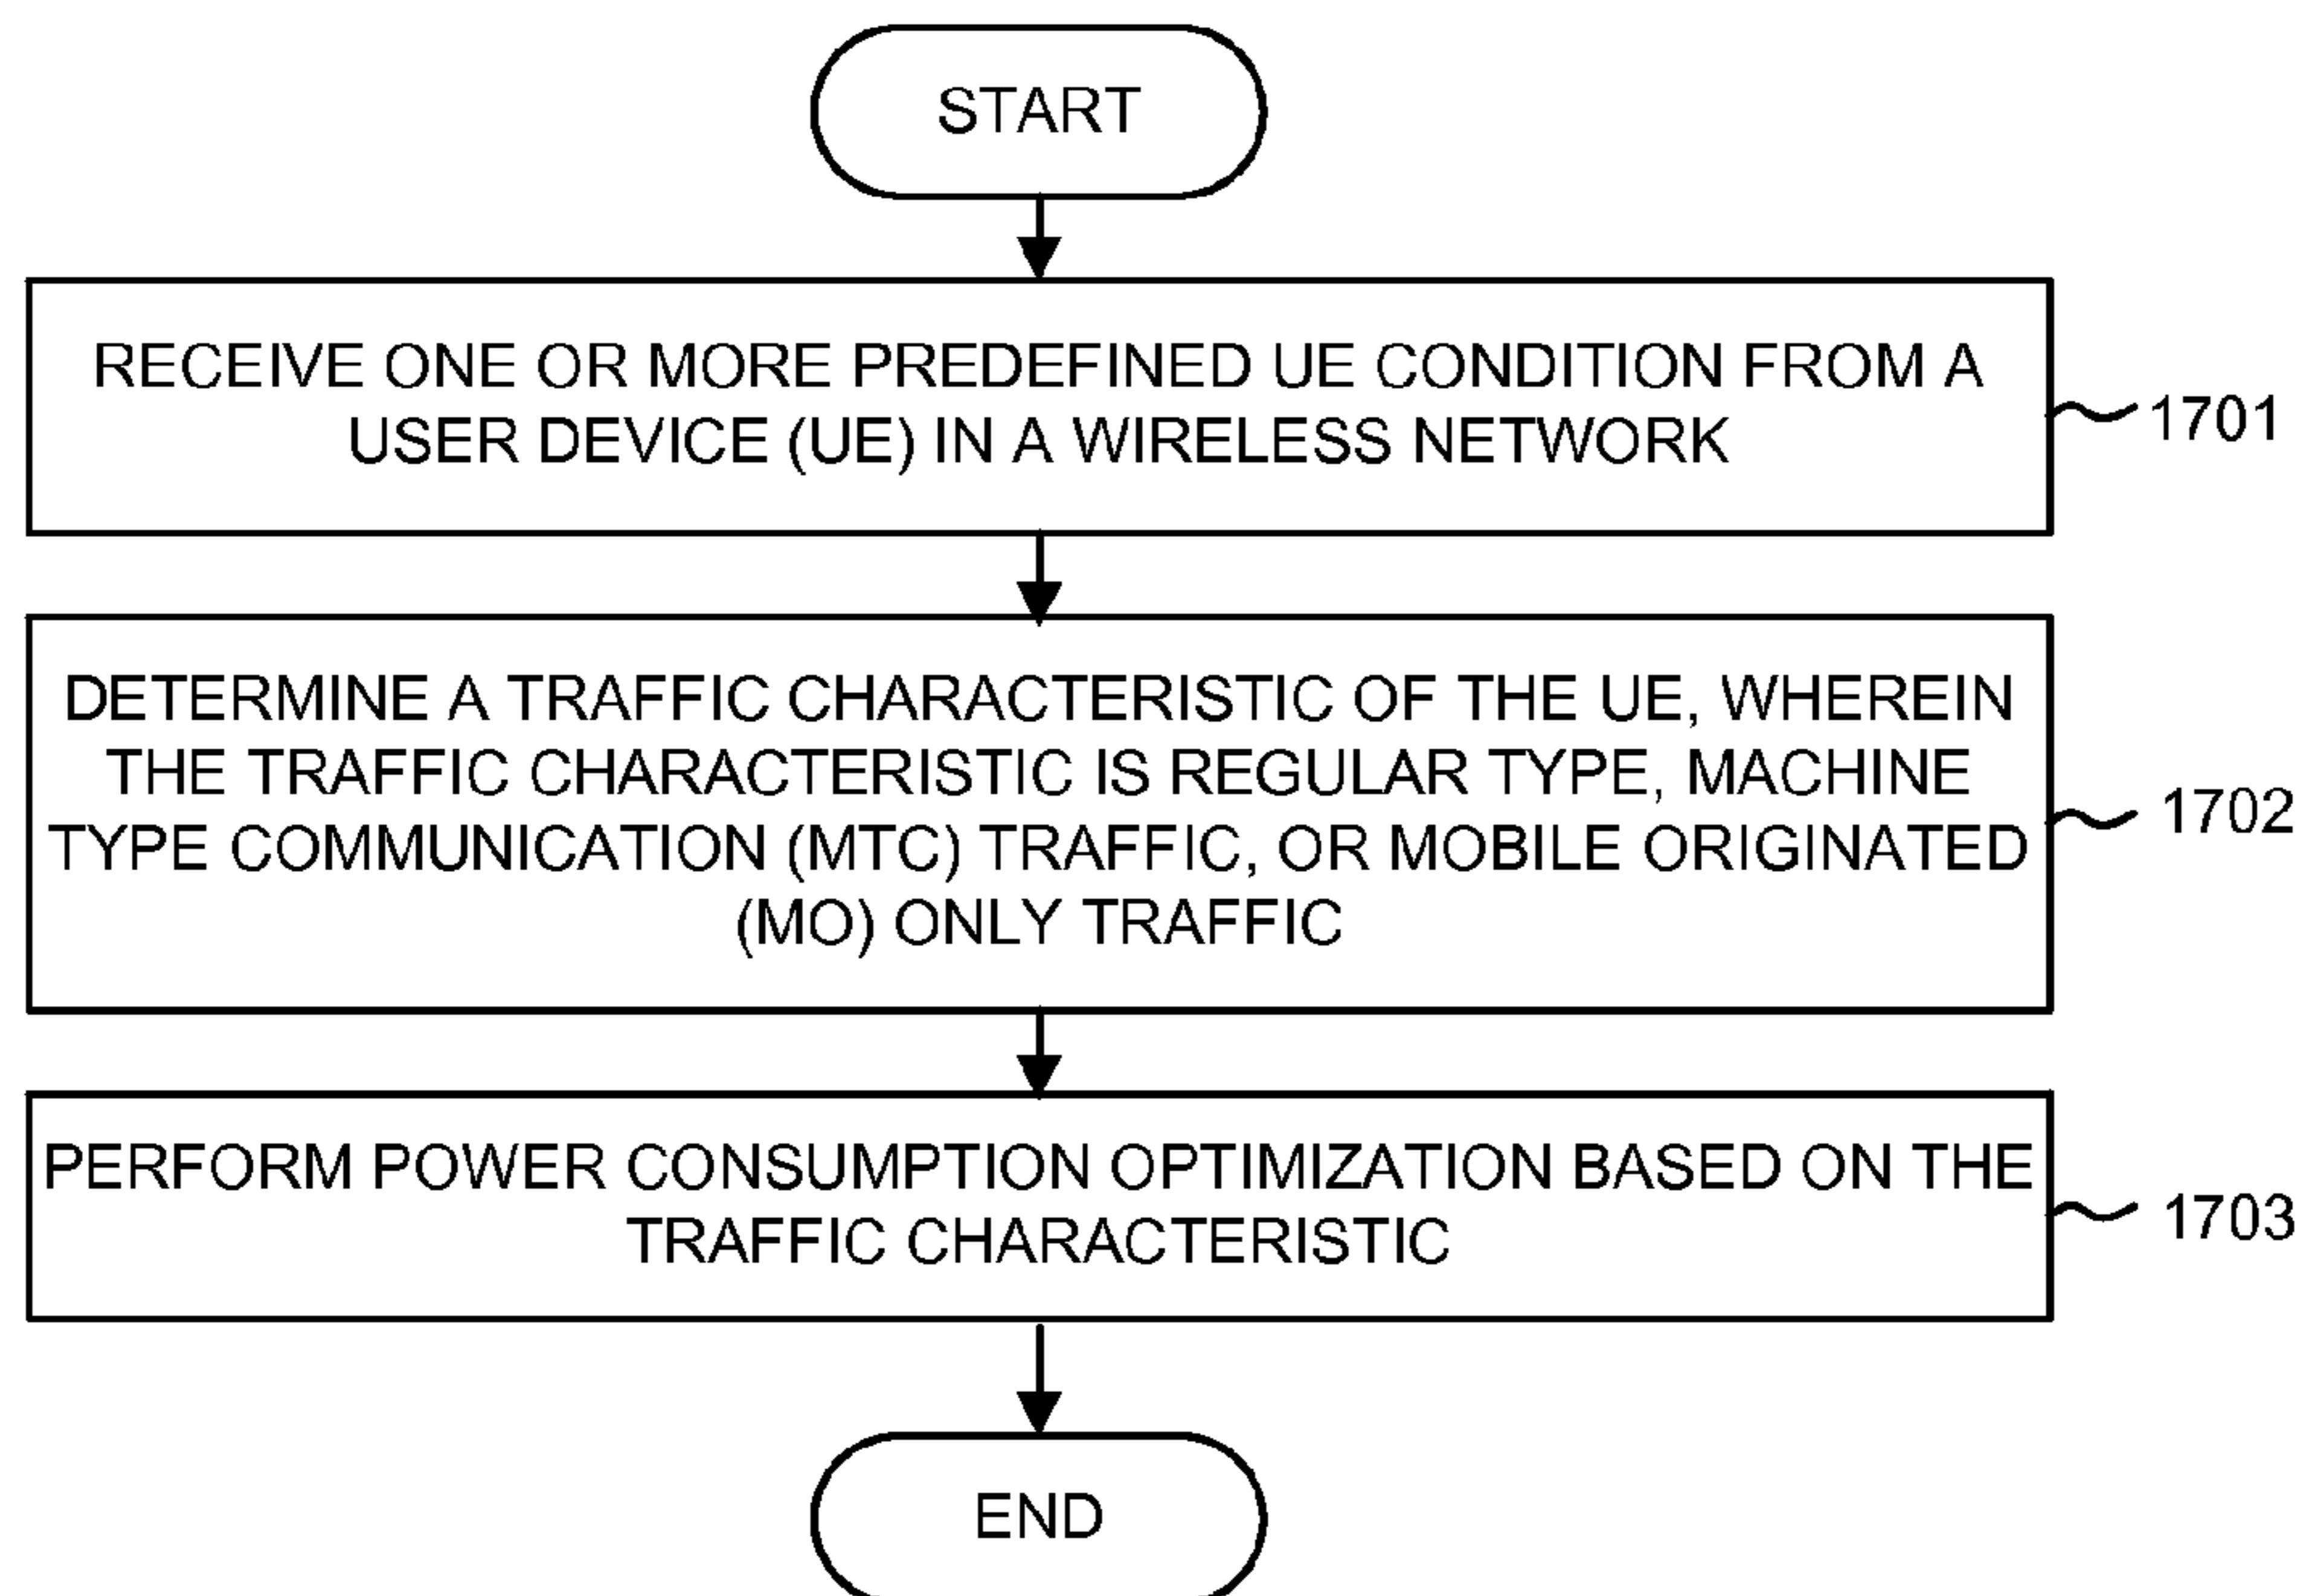 START
RECEIVE ONE OR MORE PREDEFINED UE CONDITION FROM A
USER DEVICE (UE) IN A WIRELESS NETWORK
1701
DETERMINE A TRAFFIC CHARACTERISTIC OF THE UE, WHEREIN
THE TRAFFIC CHARACTERISTIC IS REGULAR TYPE, MACHINE
TYPE COMMUNICATION (MTC) TRAFFIC, OR MOBILE ORIGINATED
(MO) ONLY TRAFFIC
1702
PERFORM POWER CONSUMPTION OPTIMIZATION BASED ON THE
TRAFFIC CHARACTERISTIC
1703
END